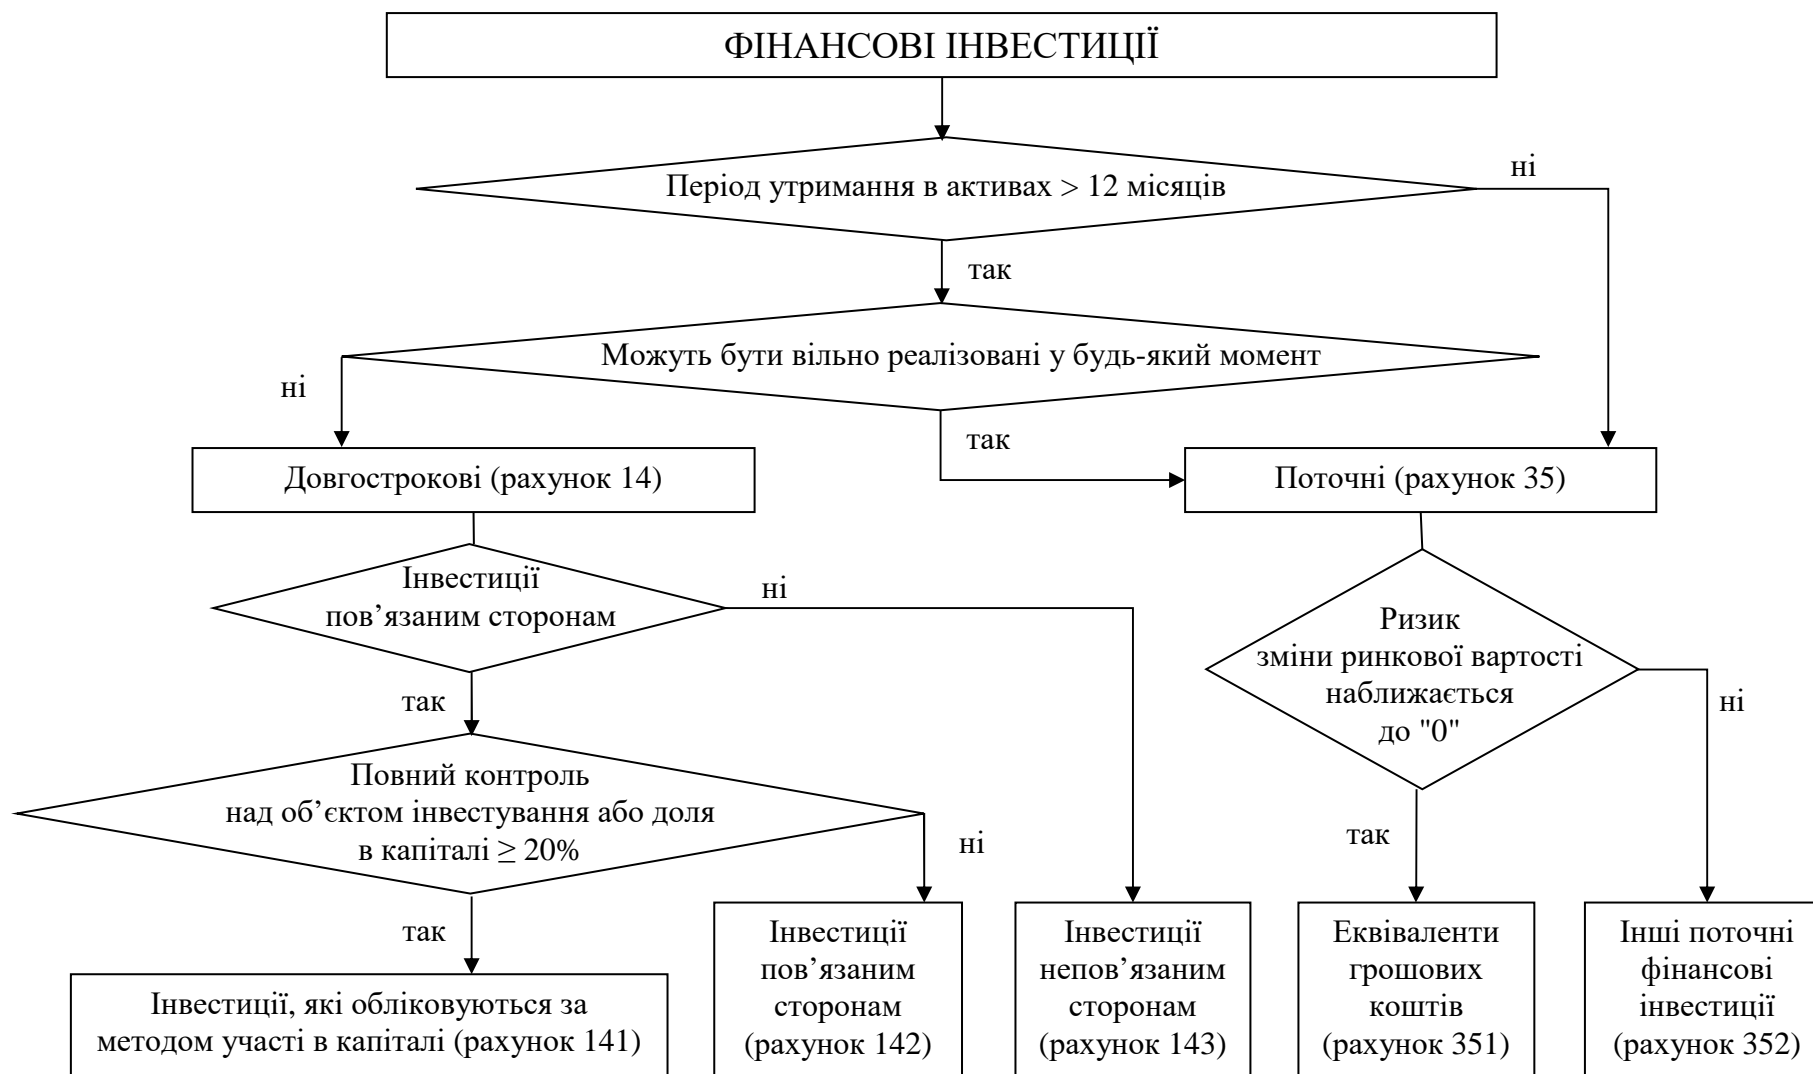 ФІНАНСОВІ ІНВЕСТИЦІЇ
Період утримання в активах > 12 місяців
ні
так
Можуть бути вільно реалізовані у будь-який момент
ні
так
Довгострокові (рахунок 14)
Поточні (рахунок 35)
Інвестиції
пов’язаним сторонам
ні
так
Ризик
зміни ринкової вартості
наближається
до "0"
ні
так
Повний контроль
над об’єктом інвестування або доля
в капіталі ≥ 20%
ні
так
Інвестиції, які обліковуються за
методом участі в капіталі (рахунок 141)
Інвестиції
пов’язаним
сторонам
(рахунок 142)
Інвестиції
непов’язаним
сторонам
(рахунок 143)
Еквіваленти
грошових
коштів
(рахунок 351)
Інші поточні
фінансові
інвестиції
(рахунок 352)